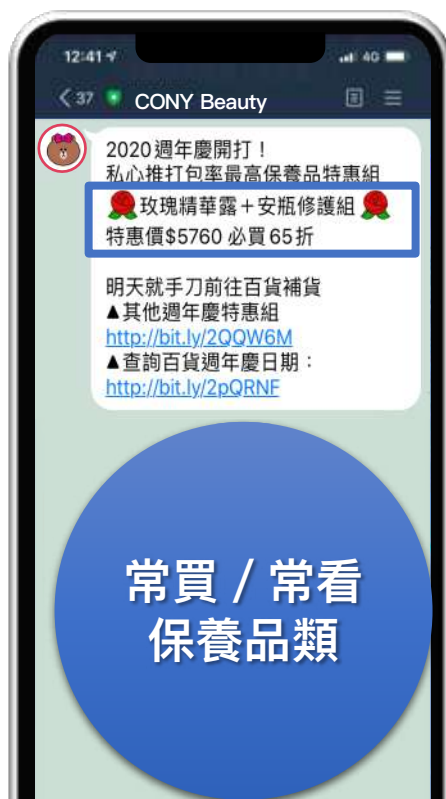 12:41
4G
37
CONY Beauty
2020週年慶開打！
私心推打包率最高保養品特惠組
玫瑰精華露＋安瓶修護組
特惠價$5760 必買65折
明天就手刀前往百貨補貨
▲其他週年慶特惠組
http://bit.ly/2QQW6M
▲查詢百貨週年慶日期：
http://bit.ly/2pQRNF
常買 / 常看
保養品類